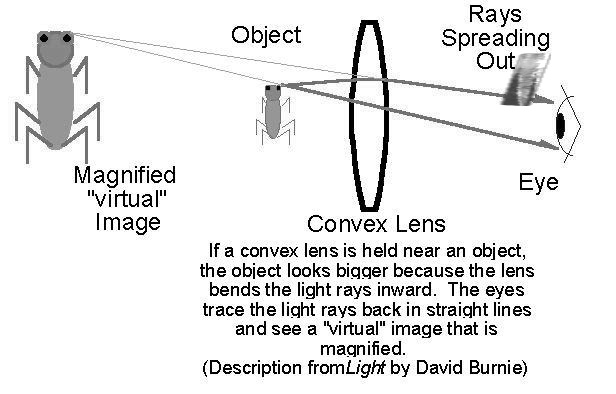 Object
Rays
Spreading
Out
Magnified
"virtual"
Image
Eye
Convex Lens
If a convex lens is held near an object,
the object looks bigger because the lens
bends the light rays inward. The eyes
trace the light rays back in straight lines
and see a "virtual" image that is
magnified.
(Description fromLight by David Burnie)